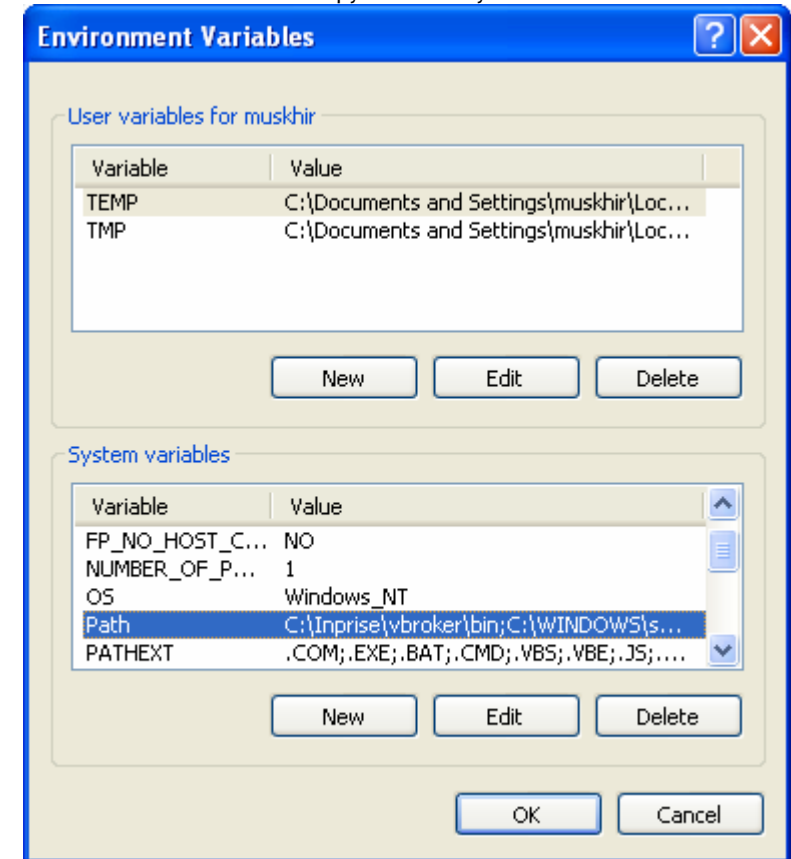 Environment Variables
User variables for muskhir
Variable Value
TEMP C:\Documents and Settings\muskhir\Loc...
TMP C:\Documents and Settings\muskhir\Loc...
New Edit Delete
System variables
Variable Value
FP_NO_HOST_C... NO
NUMBER_OF_P... 1
OS Windows_NT
Path C:\Inprise\vbroker\bin;C:\WINDOWS\s...
PATHEXT .COM;.EXE;.BAT;.CMD;.VBS;.VBE;.JS;....
New Edit Delete
OK Cancel